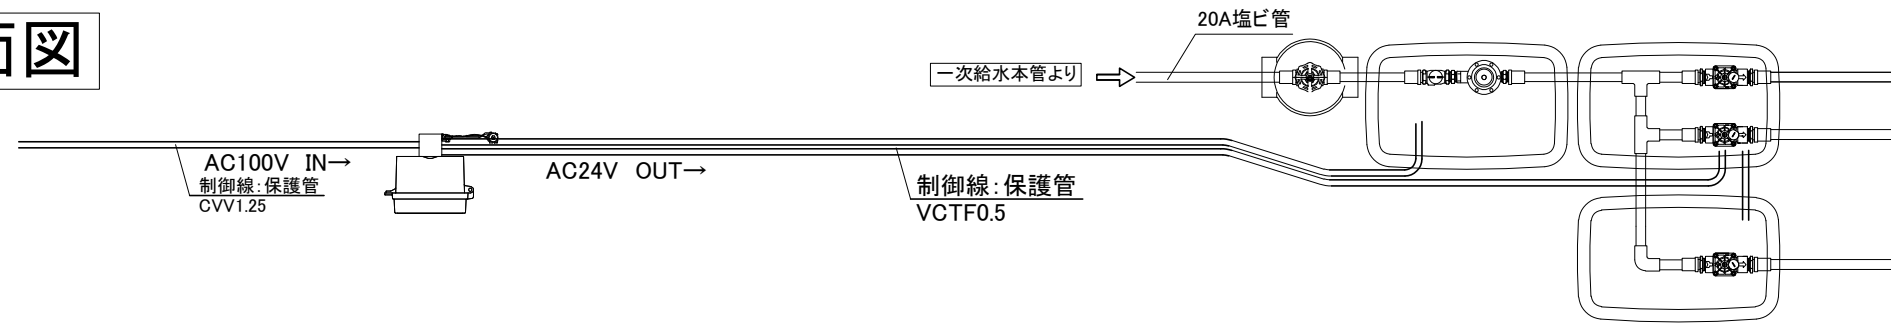 図
20A塩ビ管
一次給水本管より
AC100V IN→
制御線:保護管
CVV1.25
AC24V OUT→
制御線:保護管
VCTF0.5